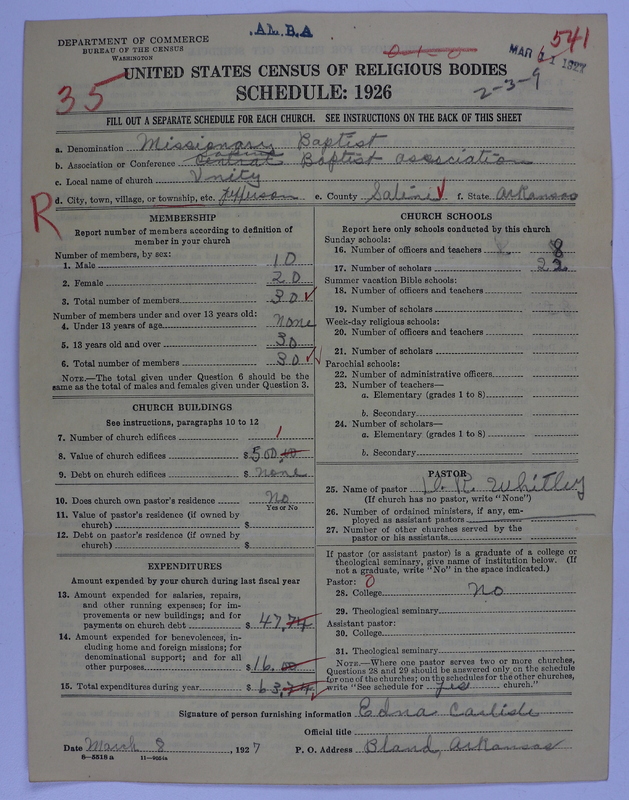 AL.B.A
DEPARTMENT OF COMMERCE
BUREAU OF THE CENSUS
WASHINGTON
541
MAR 11 1927
2-3-9
35
UNITED STATES CENSUS OF RELIGIOUS BODIES
SCHEDULE: 1926
FILL OUT A SEPARATE SCHEDULE FOR EACH CHURCH. SEE INSTRUCTIONS ON THE BACK OF THIS SHEET
a. Denomination Missionary Baptist
b. Association or Conference Central Baptist association
c. Local name of church Unity
d. City, town, village, or township, etc. Jefferson e. County Saline f. State Arkansas
R
MEMBERSHIP
Report number of members according to definition of
member in your church
Number of members, by sex:
1. Male 10
2. Female 20
3. Total number of members 30
Number of members under and over 13 years old:
4. Under 13 years of age none
5. 13 years old and over 30
6. Total number of members 30
NOTE.—The total given under Question 6 should be the
same as the total of males and females given under Question 3.
CHURCH BUILDINGS
See instructions, paragraphs 10 to 12
7. Number of church edifices 1
8. Value of church edifices $500.00
9. Debt on church edifices $ none
10. Does church own pastor's residence No
Yes or No
11. Value of pastor's residence (if owned by
church) $
12. Debt on pastor's residence (if owned by
church) $
EXPENDITURES
Amount expended by your church during last fiscal year
13. Amount expended for salaries, repairs,
and other running expenses; for im-
provements or new buildings; and for
payments on church debt $47.74
14. Amount expended for benevolences, in-
cluding home and foreign missions; for
denominational support; and for all
other purposes $16.00
15. Total expenditures during year $63.74
CHURCH SCHOOLS
Report here only schools conducted by this church
Sunday schools:
16. Number of officers and teachers 8
17. Number of scholars 22
Summer vacation Bible schools:
18. Number of officers and teachers
19. Number of scholars
Week-day religious schools:
20. Number of officers and teachers
21. Number of scholars
Parochial schools:
22. Number of administrative officers
23. Number of teachers—
a. Elementary (grades 1 to 8)
b. Secondary
24. Number of scholars—
a. Elementary (grades 1 to 8)
b. Secondary
PASTOR
25. Name of pastor R. Whitley
(If church has no pastor, write "None")
26. Number of ordained ministers, if any, em-
ployed as assistant pastors
27. Number of other churches served by the
pastor or his assistants
If pastor (or assistant pastor) is a graduate of a college or
theological seminary, give name of institution below. (If
not a graduate, write "No" in the space indicated.)
Pastor: 0
28. College No
29. Theological seminary
Assistant pastor:
30. College
31. Theological seminary
NOTE.—Where one pastor serves two or more churches,
Questions 28 and 29 should be answered only on the schedule
for one of the churches; on the schedules for the other churches,
write "See schedule for yes church."
Signature of person furnishing information Edna Carlisle
Official title
Date March 8, 1927 P. O. Address Bland, Arkansas
8—5518a 11—9514a